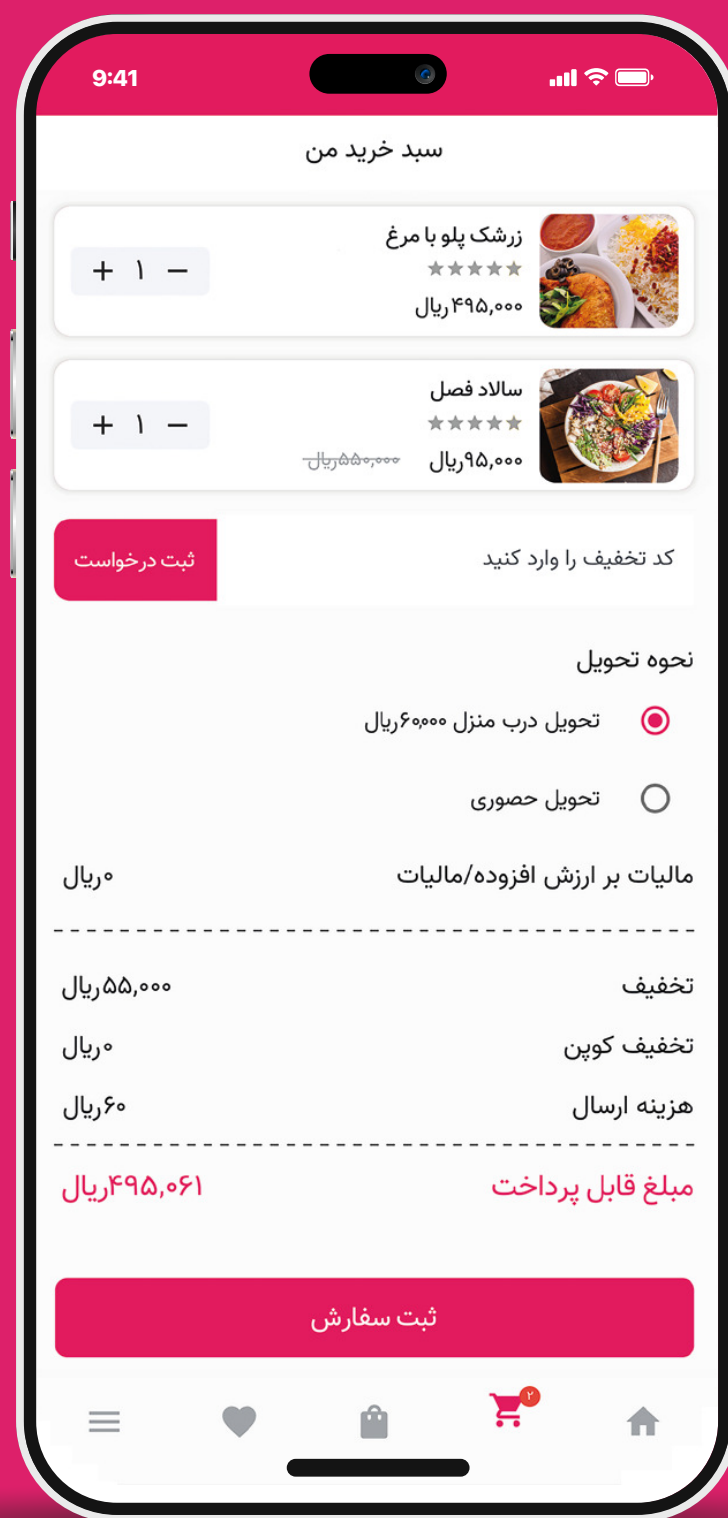 9:41
سبد خرید من
زرشک پلو با مرغ
۴۹۵,۰۰۰ریال
+ ۱ −
سالاد فصل
۹۵,۰۰۰ریال ۵۵۰,۰۰۰ریال
+ ۱ −
کد تخفیف را وارد کنید
ثبت درخواست
نحوه تحویل
تحویل درب منزل ۶۰,۰۰۰ریال
تحویل حصوری
مالیات بر ارزش افزوده/مالیات ۰ریال
تخفیف ۵۵,۰۰۰ریال
تخفیف کوپن ۰ریال
هزینه ارسال ۶۰ریال
مبلغ قابل پرداخت ۴۹۵,۰۶۱ریال
ثبت سفارش
۲